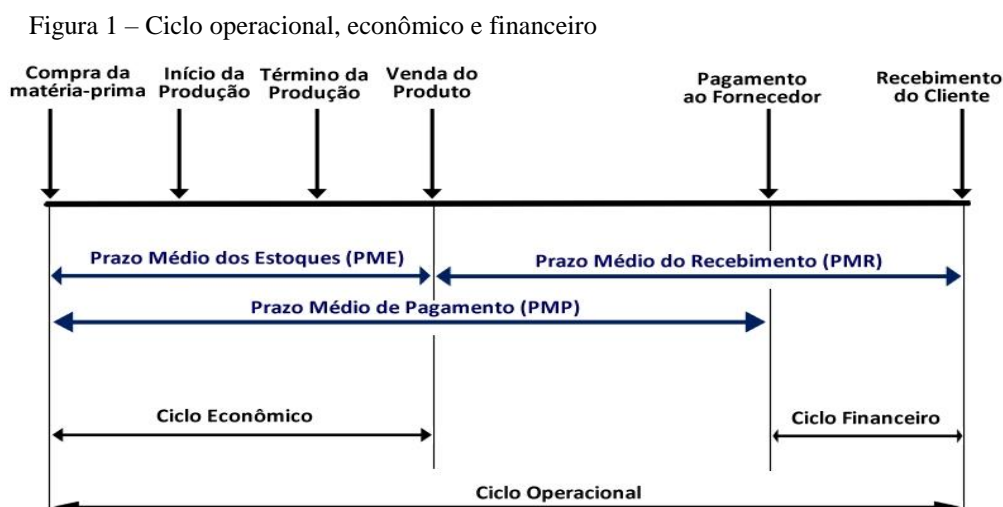 Figura 1 – Ciclo operacional, econômico e financeiro
Compra da
matéria-prima
Início da
Produção
Término da
Produção
Venda do
Produto
Pagamento
ao Fornecedor
Recebimento
do Cliente
Prazo Médio dos Estoques (PME)
Prazo Médio do Recebimento (PMR)
Prazo Médio de Pagamento (PMP)
Ciclo Econômico
Ciclo Financeiro
Ciclo Operacional